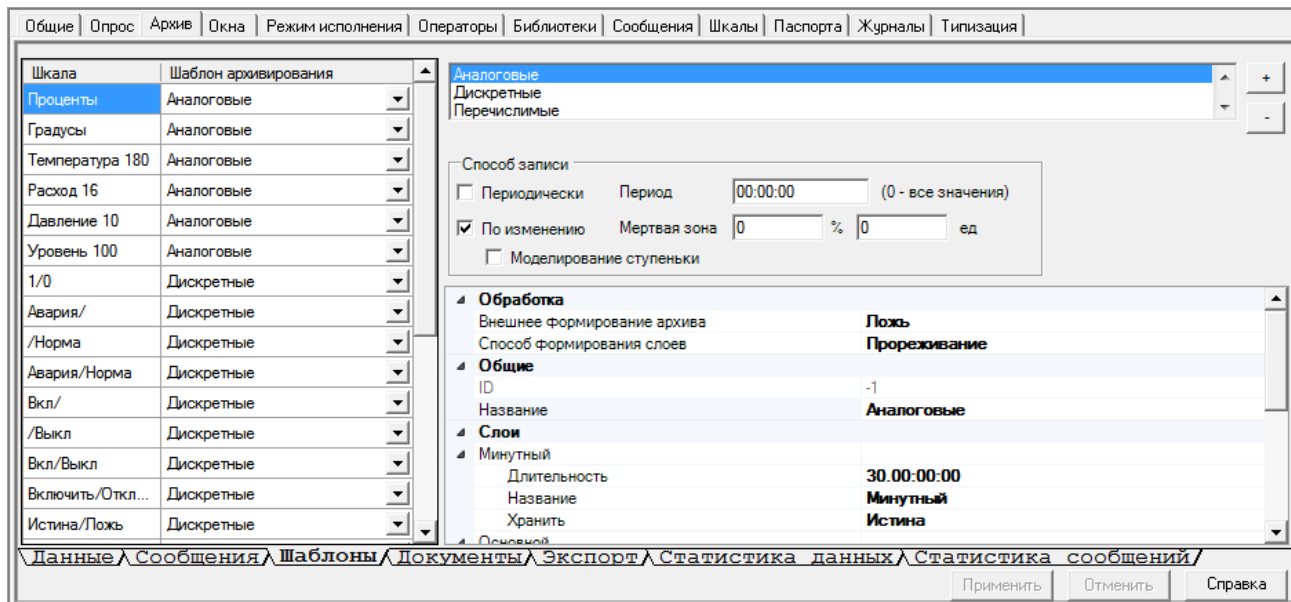 Общие Опрос Архив Окна Режим исполнения Операторы Библиотеки Сообщения Шкалы Паспорта Журналы Типизация
Шкала Шаблон архивирования
Проценты Аналоговые
Градусы Аналоговые
Температура 180 Аналоговые
Расход 16 Аналоговые
Давление 10 Аналоговые
Уровень 100 Аналоговые
1/0 Дискретные
Авария/ Дискретные
/Норма Дискретные
Авария/Норма Дискретные
Вкл/ Дискретные
/Выкл Дискретные
Вкл/Выкл Дискретные
Включить/Откл... Дискретные
Истина/Ложь Дискретные
Аналоговые
Дискретные
Перечислимые
+
-
Способ записи
Периодически Период 00:00:00 (0 - все значения)
По изменению Мертвая зона 0 % 0 ед
Моделирование ступеньки
Обработка
Внешнее формирование архива Ложь
Способ формирования слоев Прореживание
Общие
ID -1
Название Аналоговые
Слои
Минутный
Длительность 30.00:00:00
Название Минутный
Хранить Истина
Основной
Данные Сообщения Шаблоны Документы Экспорт Статистика данных Статистика сообщений
Применить Отменить Справка